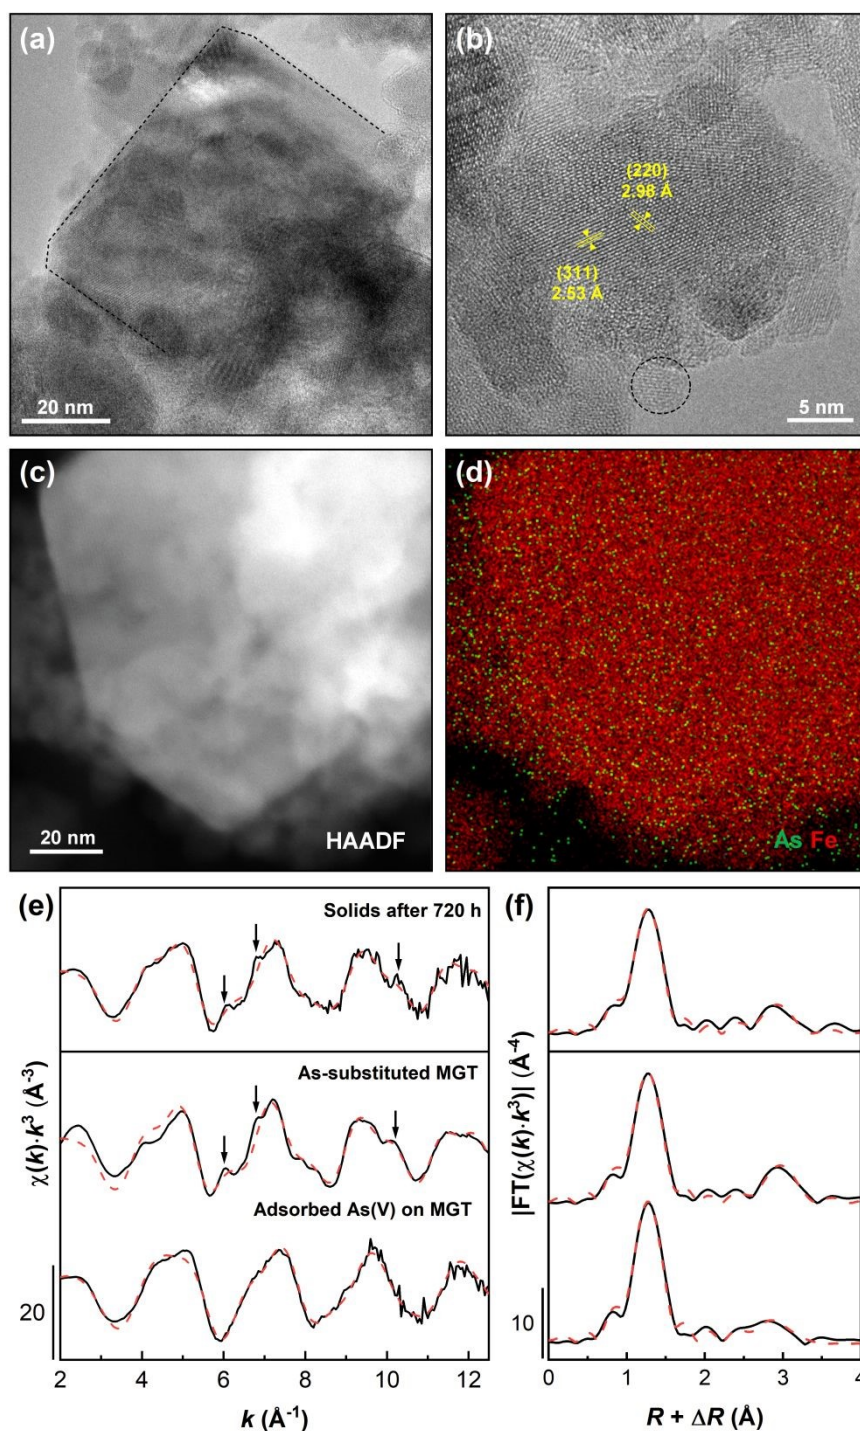 (a)
20 nm
(b)
(220)
2.98 Å
(311)
2.53 Å
5 nm
(c)
20 nm
HAADF
(d)
As Fe
(e)
Solids after 720 h
As-substituted MGT
Adsorbed As(V) on MGT
20
χ(k)·k³ (Å⁻³)
2 4 6 8 10 12
k (Å⁻¹)
(f)
10
|FT(χ(k)·k³)| (Å⁻⁴)
0 1 2 3 4
R + ΔR (Å)